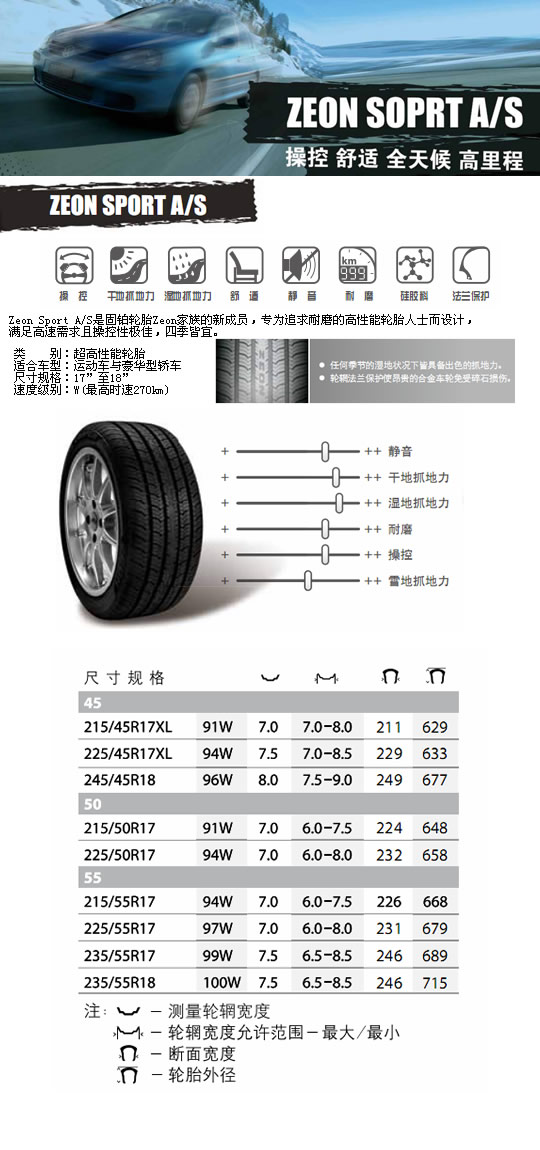 ZEON SOPRT A/S
操控 舒适 全天候 高里程
ZEON SPORT A/S
km
999
操 控 干地抓地力 湿地抓地力 舒 适 静 音 耐 磨 硅胶料 法兰保护
Zeon Sport A/S是固铂轮胎Zeon家族的新成员，专为追求耐磨的高性能轮胎人士而设计，
满足高速需求且操控性极佳，四季皆宜。
类 别：超高性能轮胎
适合车型：运动车与豪华型轿车
尺寸规格：17”至18”
速度级别：W(最高时速270km)
● 任何季节的湿地状况下皆具备出色的抓地力。
● 轮辋法兰保护使昂贵的合金车轮免受碎石损伤。
+ ++ 静音
+ ++ 干地抓地力
+ ++ 湿地抓地力
+ ++ 耐磨
+ ++ 操控
+ ++ 雪地抓地力
尺寸规格
45
215/45R17XL 91W 7.0 7.0-8.0 211 629
225/45R17XL 94W 7.5 7.0-8.5 229 633
245/45R18 96W 8.0 7.5-9.0 249 677
50
215/50R17 91W 7.0 6.0-7.5 224 648
225/50R17 94W 7.0 6.0-8.0 232 658
55
215/55R17 94W 7.0 6.0-7.5 226 668
225/55R17 97W 7.0 6.0-8.0 231 679
235/55R17 99W 7.5 6.5-8.5 246 689
235/55R18 100W 7.5 6.5-8.5 246 715
注: - 测量轮辋宽度
- 轮辋宽度允许范围-最大/最小
- 断面宽度
- 轮胎外径